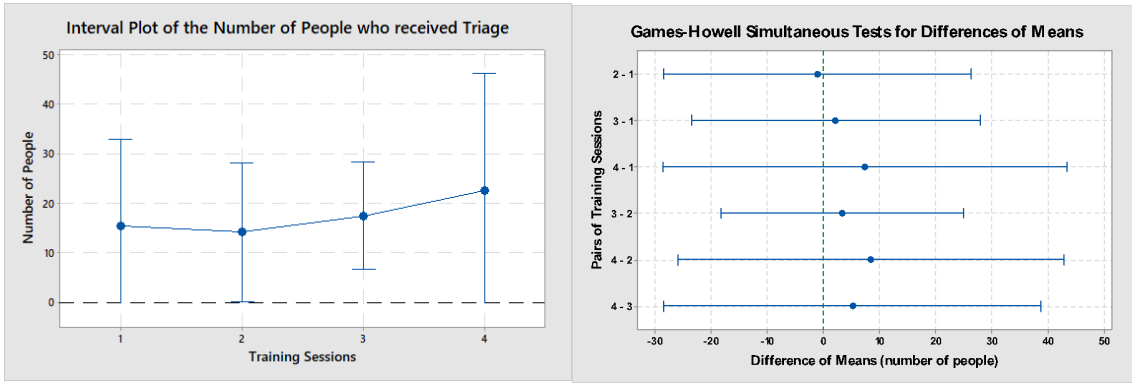 Interval Plot of the Number of People who received Triage
50
40
30
20
10
0
Number of People
1 2 3 4
Training Sessions
Games-Howell Simultaneous Tests for Differences of Means
2 - 1
3 - 1
4 - 1
3 - 2
4 - 2
4 - 3
Pairs of Training Sessions
-30 -20 -10 0 10 20 30 40 50
Difference of Means (number of people)